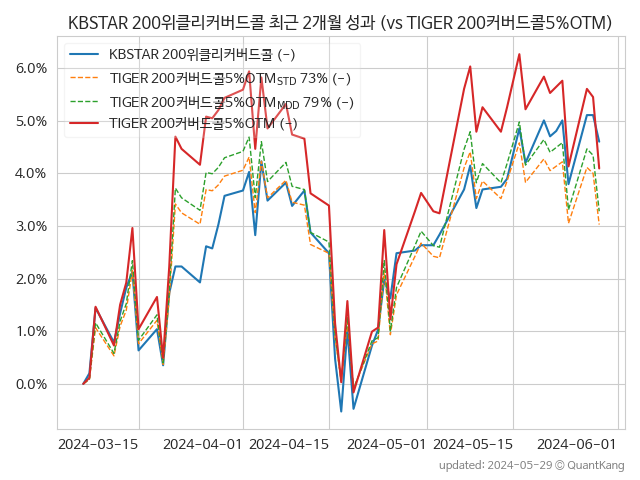 KBSTAR 200위클리커버드콜 최근 2개월 성과 (vs TIGER 200커버드콜5%OTM)
KBSTAR 200위클리커버드콜 (-)
TIGER 200커버드콜5%OTM_STD 73% (-)
TIGER 200커버드콜5%OTM_MDD 79% (-)
TIGER 200커버드콜5%OTM (-)
6.0%
5.0%
4.0%
3.0%
2.0%
1.0%
0.0%
2024-03-15 2024-04-01 2024-04-15 2024-05-01 2024-05-15 2024-06-01
updated: 2024-05-29 © QuantKang